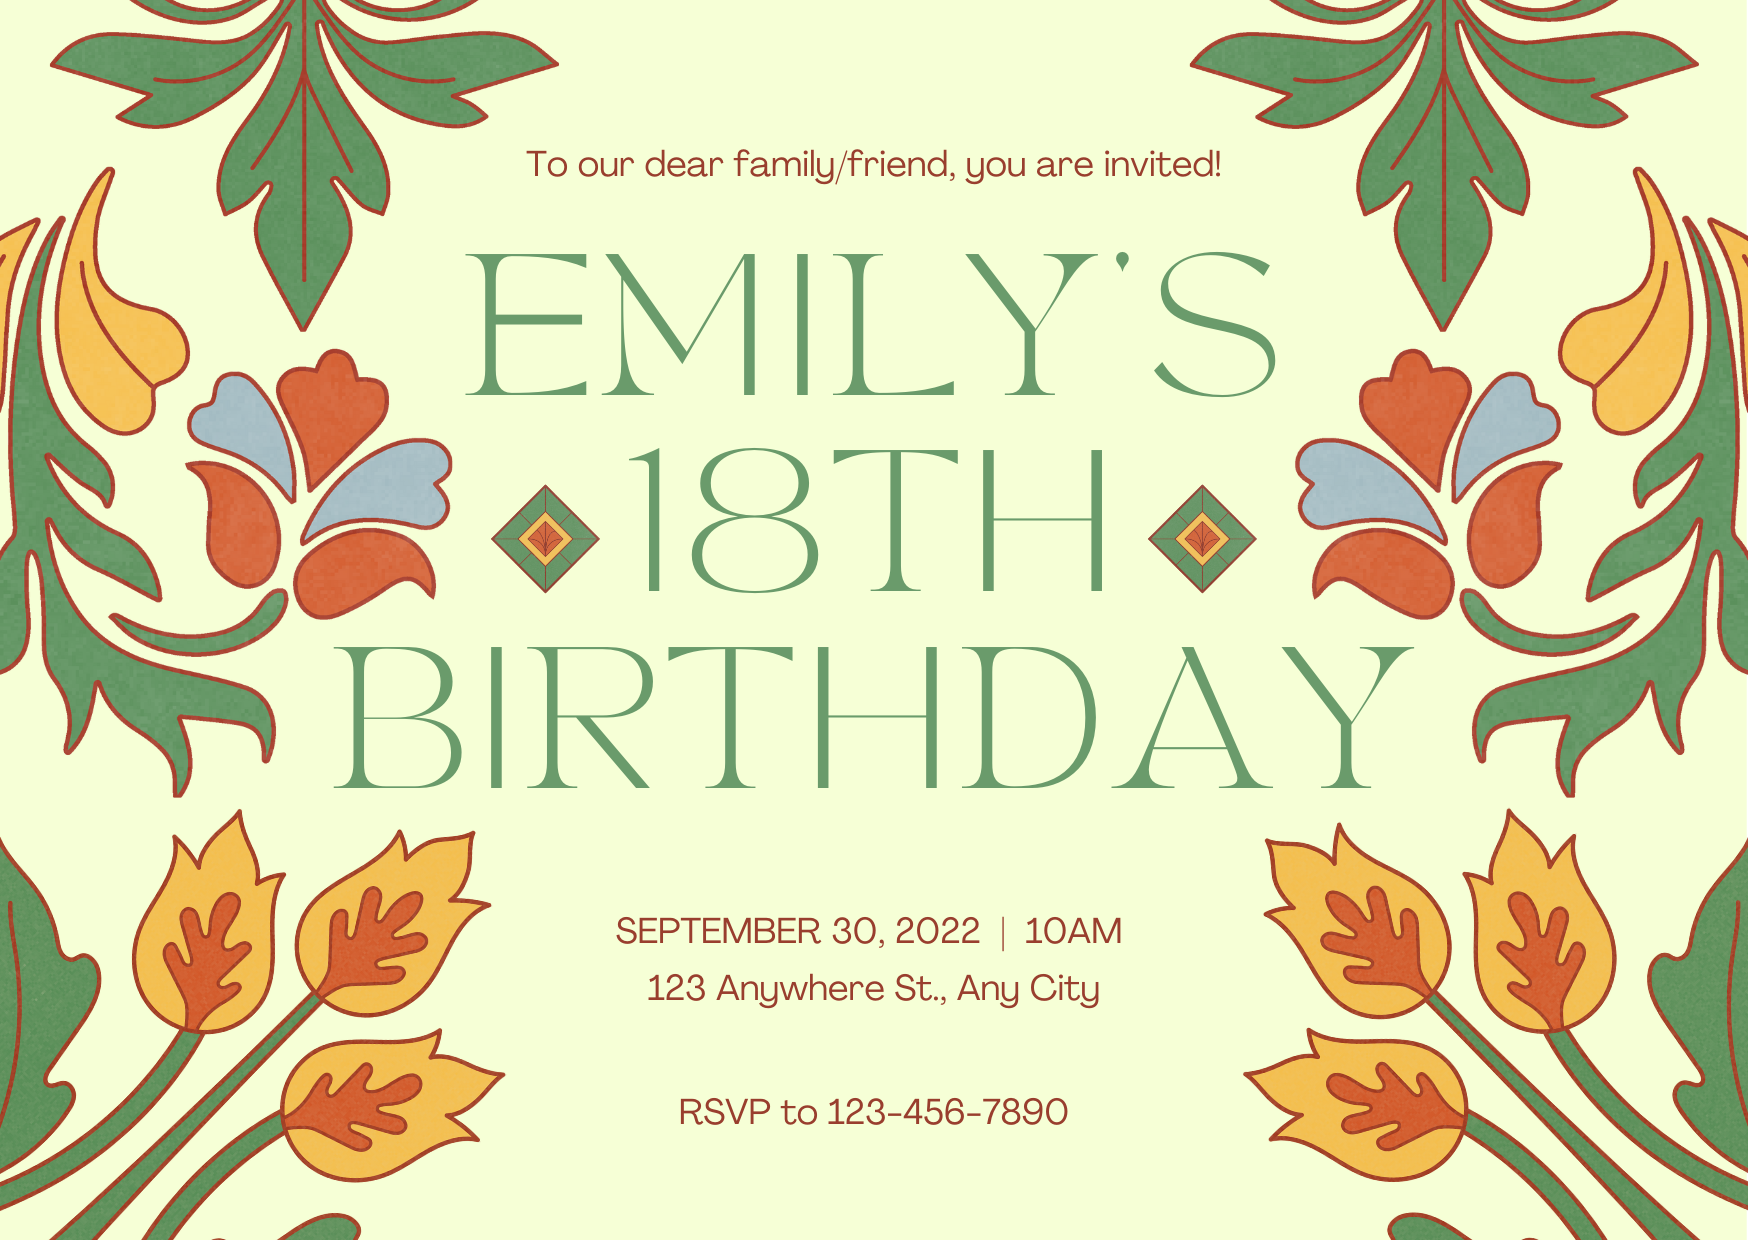 To our dear family/friend, you are invited!
EMILY'S
18TH
BIRTHDAY
SEPTEMBER 30, 2022 | 10AM
123 Anywhere St., Any City
RSVP to 123-456-7890